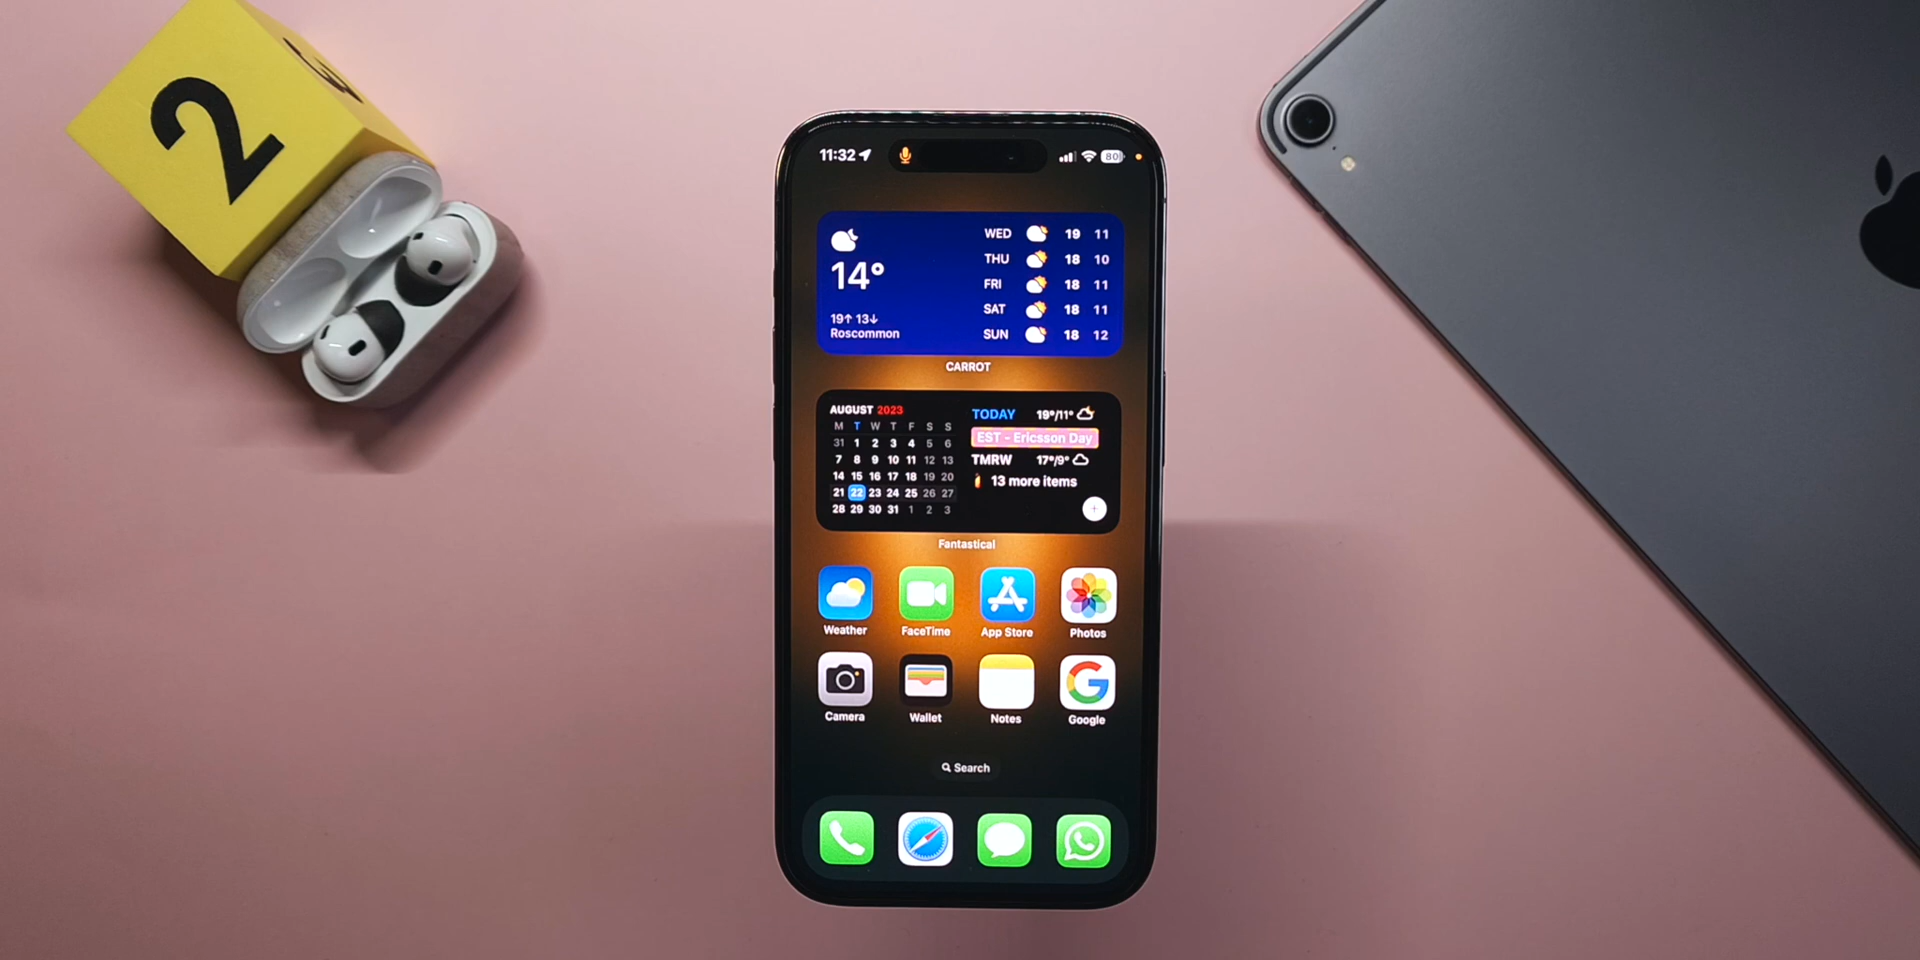 2
11:32
80
14°
19↑ 13↓
Roscommon
WED 19 11
THU 18 10
FRI 18 11
SAT 18 11
SUN 18 12
CARROT
AUGUST 2023
M T W T F S S
31 1 2 3 4 5 6
7 8 9 10 11 12 13
14 15 16 17 18 19 20
21 22 23 24 25 26 27
28 29 30 31 1 2 3
TODAY 19°/11°
EST - Ericsson Day
TMRW 17°/9°
13 more items
+
Fantastical
Weather FaceTime App Store Photos
G
Camera Wallet Notes Google
Search